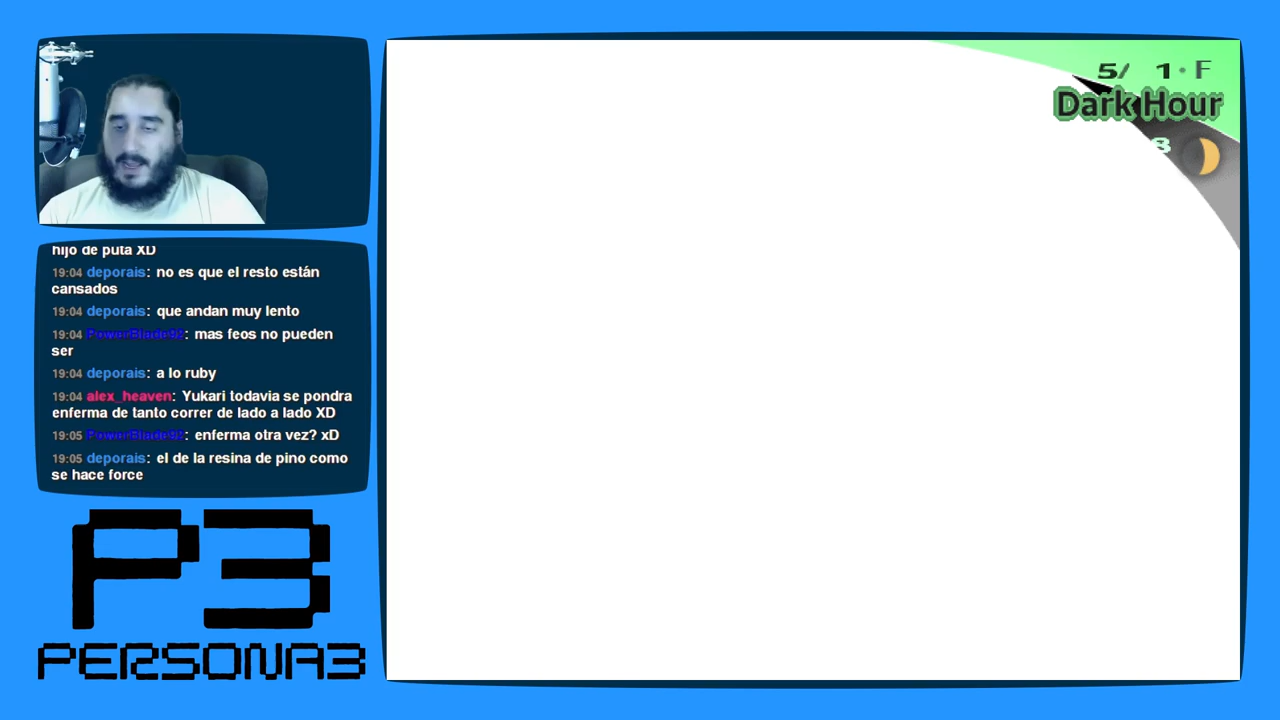 hijo de puta XD
19:04 deporais: no es que el resto están
cansados
19:04 deporais: que andan muy lento
19:04 PowerBlade92: mas feos no pueden
ser
19:04 deporais: a lo ruby
19:04 alex_heaven: Yukari todavia se pondra
enferma de tanto correr de lado a lado XD
19:05 PowerBlade92: enferma otra vez? xD
19:05 deporais: el de la resina de pino como
se hace force
P3
PERSONA3
5/ 1·F
Dark Hour
8